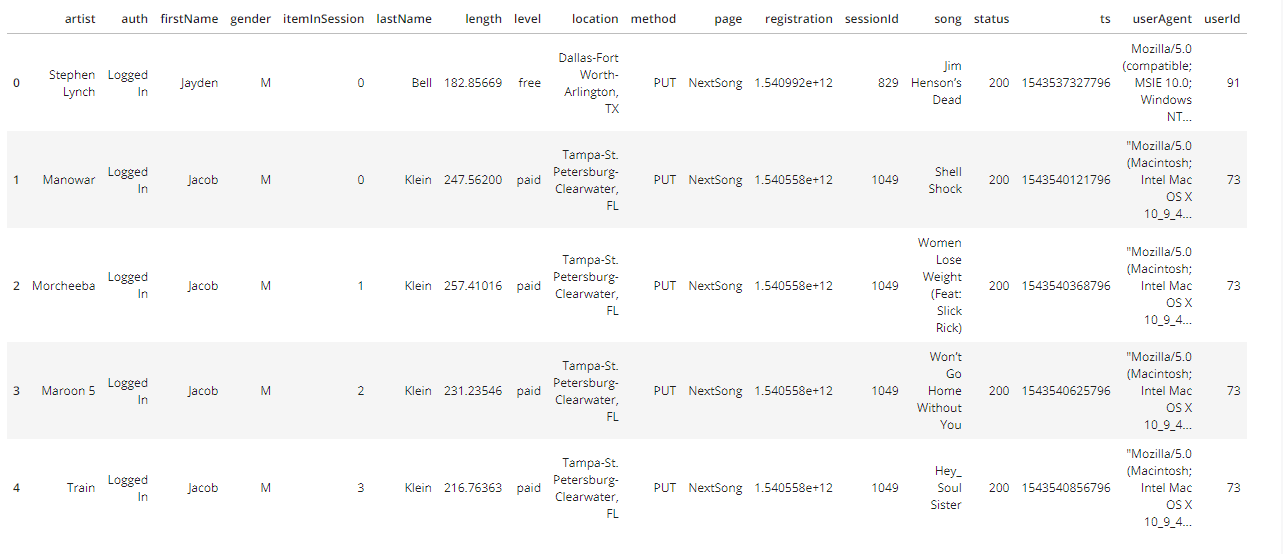 artist auth firstName gender itemInSession lastName length level location method page registration sessionId song status ts userAgent userId
0 Stephen Lynch Logged In Jayden M 0 Bell 182.85669 free Dallas-Fort Worth-Arlington, TX PUT NextSong 1.540992e+12 829 Jim Henson's Dead 200 1543537327796 Mozilla/5.0 (compatible; MSIE 10.0; Windows NT... 91
1 Manowar Logged In Jacob M 0 Klein 247.56200 paid Tampa-St. Petersburg-Clearwater, FL PUT NextSong 1.540558e+12 1049 Shell Shock 200 1543540121796 "Mozilla/5.0 (Macintosh; Intel Mac OS X 10_9_4... 73
2 Morcheeba Logged In Jacob M 1 Klein 257.41016 paid Tampa-St. Petersburg-Clearwater, FL PUT NextSong 1.540558e+12 1049 Women Lose Weight (Feat: Slick Rick) 200 1543540368796 "Mozilla/5.0 (Macintosh; Intel Mac OS X 10_9_4... 73
3 Maroon 5 Logged In Jacob M 2 Klein 231.23546 paid Tampa-St. Petersburg-Clearwater, FL PUT NextSong 1.540558e+12 1049 Won't Go Home Without You 200 1543540625796 "Mozilla/5.0 (Macintosh; Intel Mac OS X 10_9_4... 73
4 Train Logged In Jacob M 3 Klein 216.76363 paid Tampa-St. Petersburg-Clearwater, FL PUT NextSong 1.540558e+12 1049 Hey_ Soul Sister 200 1543540856796 "Mozilla/5.0 (Macintosh; Intel Mac OS X 10_9_4... 73